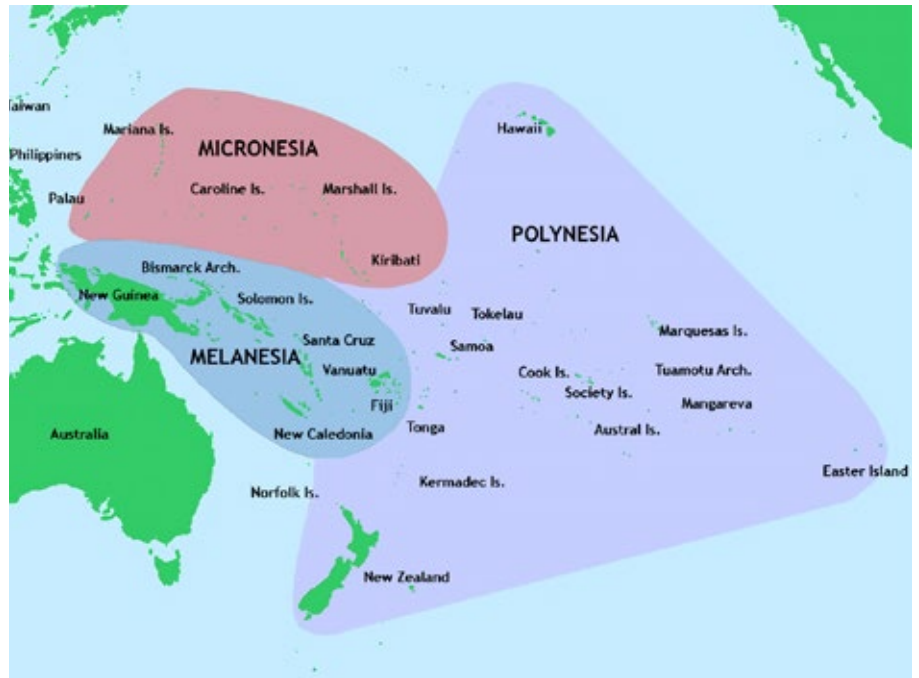 Taiwan
Hawaii
Mariana Is.
MICRONESIA
Philippines
Palau
Caroline Is.
Marshall Is.
POLYNESIA
Kiribati
Bismarck Arch.
New Guinea
Solomon Is.
Tuvalu
Tokelau
Santa Cruz
Marquesas Is.
Samoa
MELANESIA
Vanuatu
Cook Is.
Tuamotu Arch.
Society Is.
Fiji
Mangareva
Tonga
Austral Is.
Australia
New Caledonia
Easter Island
Kermadec Is.
Norfolk Is.
New Zealand